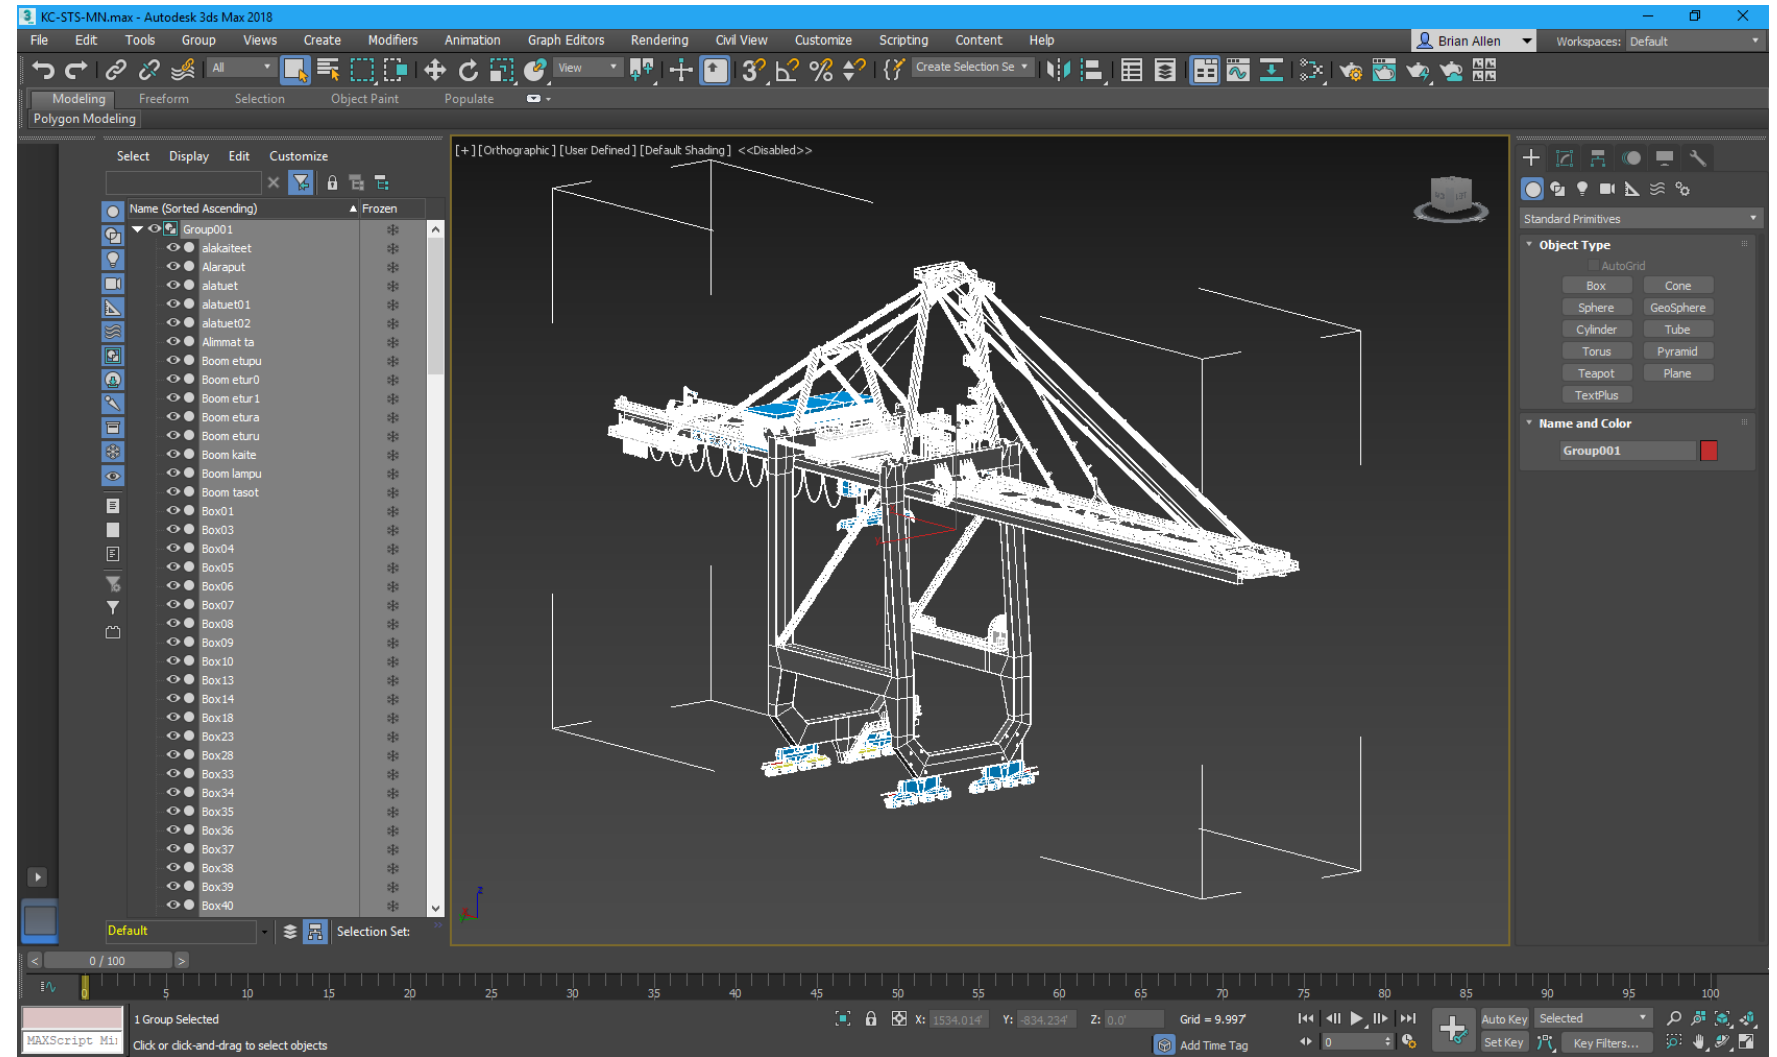 KC-STS-MN.max - Autodesk 3ds Max 2018
File Edit Tools Group Views Create Modifiers Animation Graph Editors Rendering Civil View Customize Scripting Content Help Brian Allen Workspaces: Default
All View Create Selection Se
Modeling Freeform Selection Object Paint Populate
Polygon Modeling
Select Display Edit Customize
[+] [Orthographic] [User Defined] [Default Shading] <<Disabled>>
Name (Sorted Ascending) Frozen
Group001
alakaiteet
Alaraput
alatuet
alatuet01
alatuet02
Alimmat ta
Boom etupu
Boom etur0
Boom etur1
Boom etura
Boom eturu
Boom kaite
Boom lampu
Boom tasot
Box01
Box03
Box04
Box05
Box06
Box07
Box08
Box09
Box10
Box13
Box14
Box18
Box23
Box28
Box33
Box34
Box35
Box36
Box37
Box38
Box39
Box40
Default Selection Set:
Standard Primitives
Object Type
AutoGrid
Box Cone
Sphere GeoSphere
Cylinder Tube
Torus Pyramid
Teapot Plane
TextPlus
Name and Color
Group001
0 / 100
0 5 10 15 20 25 30 35 40 45 50 55 60 65 70 75 80 85 90 95 100
1 Group Selected X: 1534.014' Y: -834.234' Z: 0.0' Grid = 9.997' Auto Key Selected
MAXScript Mi Click or click-and-drag to select objects Add Time Tag 0 Set Key Key Filters...